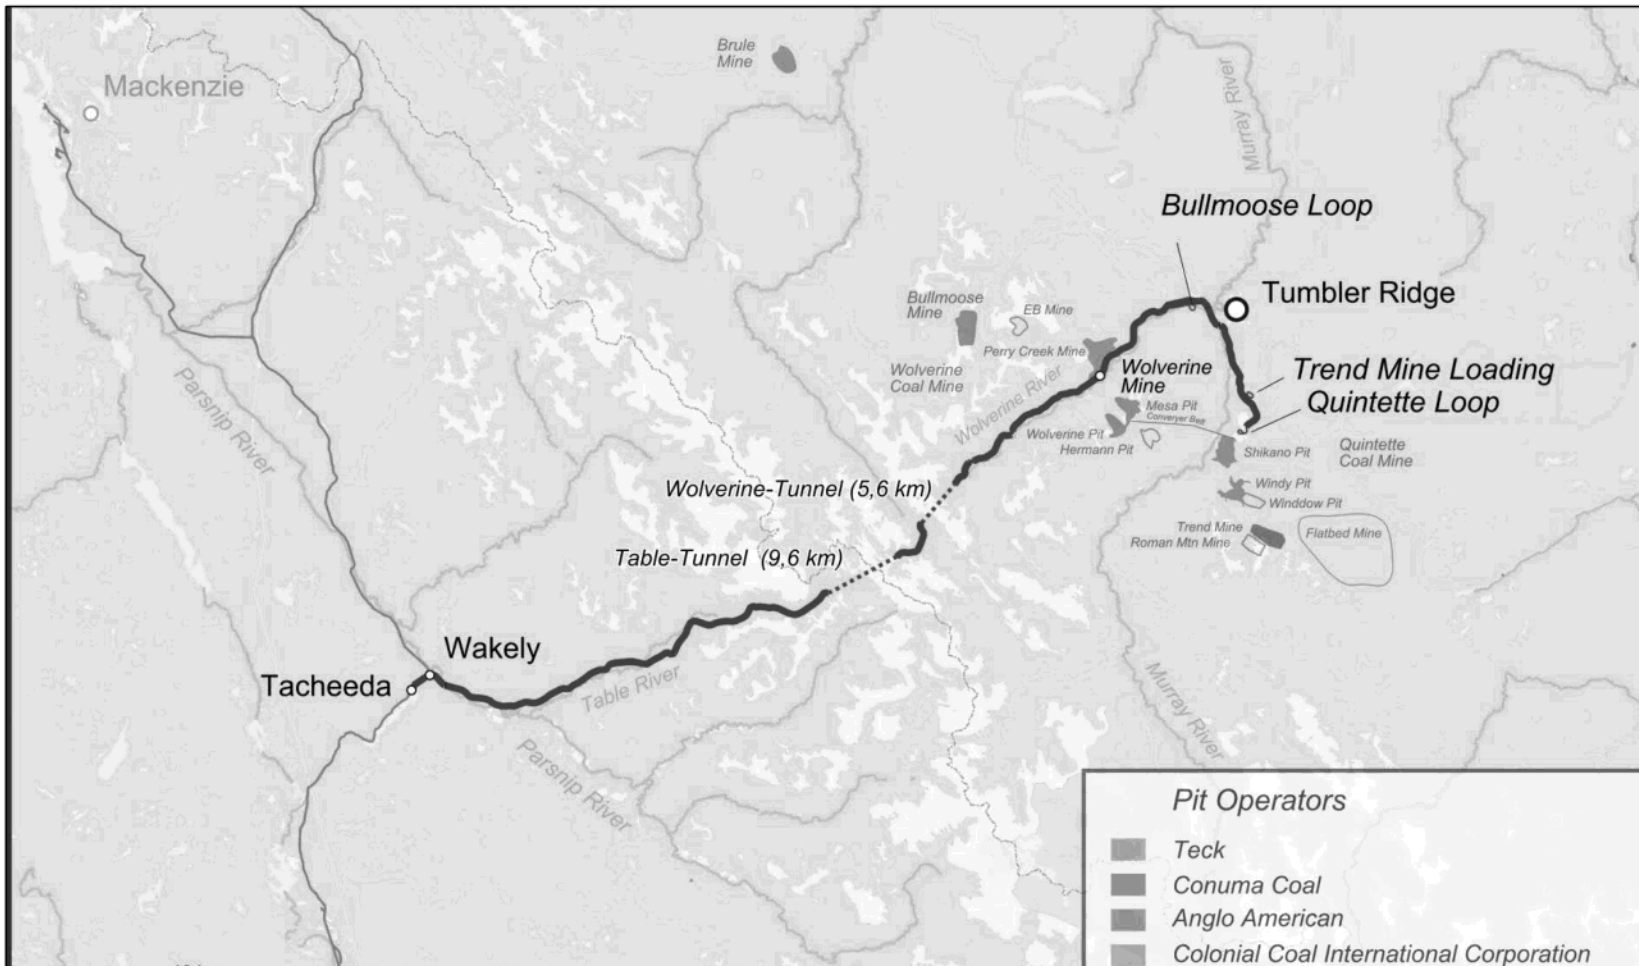 Brule
Mine
Mackenzie
Murray River
Bullmoose Loop
Tumbler Ridge
Bullmoose
Mine
EB Mine
Perry Creek Mine
Wolverine
Coal Mine
Wolverine River
Wolverine
Mine
Trend Mine Loading
Quintette Loop
Parsnip River
Mesa Pit
Converyer Belt
Wolverine Pit
Hermann Pit
Shikano Pit
Quintette
Coal Mine
Windy Pit
Winddow Pit
Wolverine-Tunnel (5,6 km)
Trend Mine
Roman Mtn Mine
Flatbed Mine
Table-Tunnel (9,6 km)
Wakely
Tacheeda
Table River
Murray River
Parsnip River
Pit Operators
Teck
Conuma Coal
Anglo American
Colonial Coal International Corporation